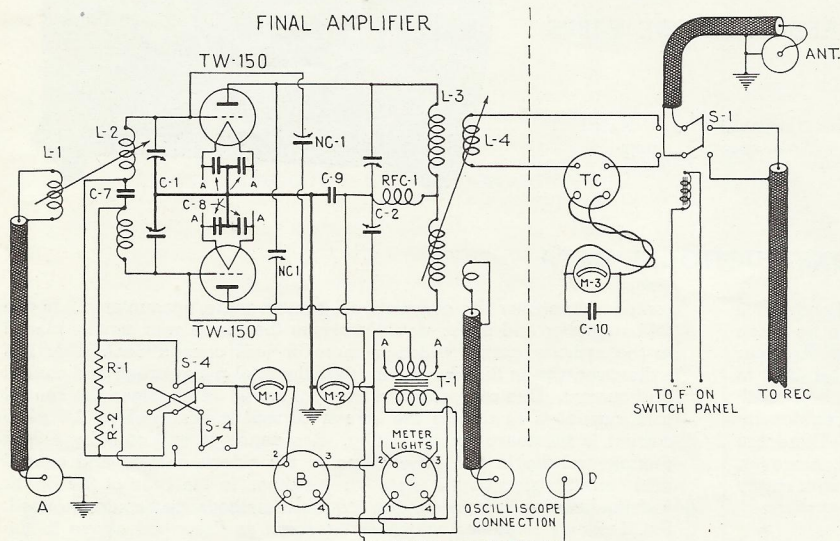 FINAL AMPLIFIER
TW-150
ANT.
L-3
S-1
L-2
NC-1
L-4
L-1
C-9
RFC-1
TC
C-7
C-1
A
A
C-8
A
A
C-2
NC1
M-3
TW-150
C-10
S-4
A
A
R-1
T-1
M-1
M-2
TO "F" ON
SWITCH PANEL
TO REC
S-4
R-2
METER
LIGHTS
2
3
2
3
B
C
D
A
1
4
1
4
OSCILLISCOPE
CONNECTION